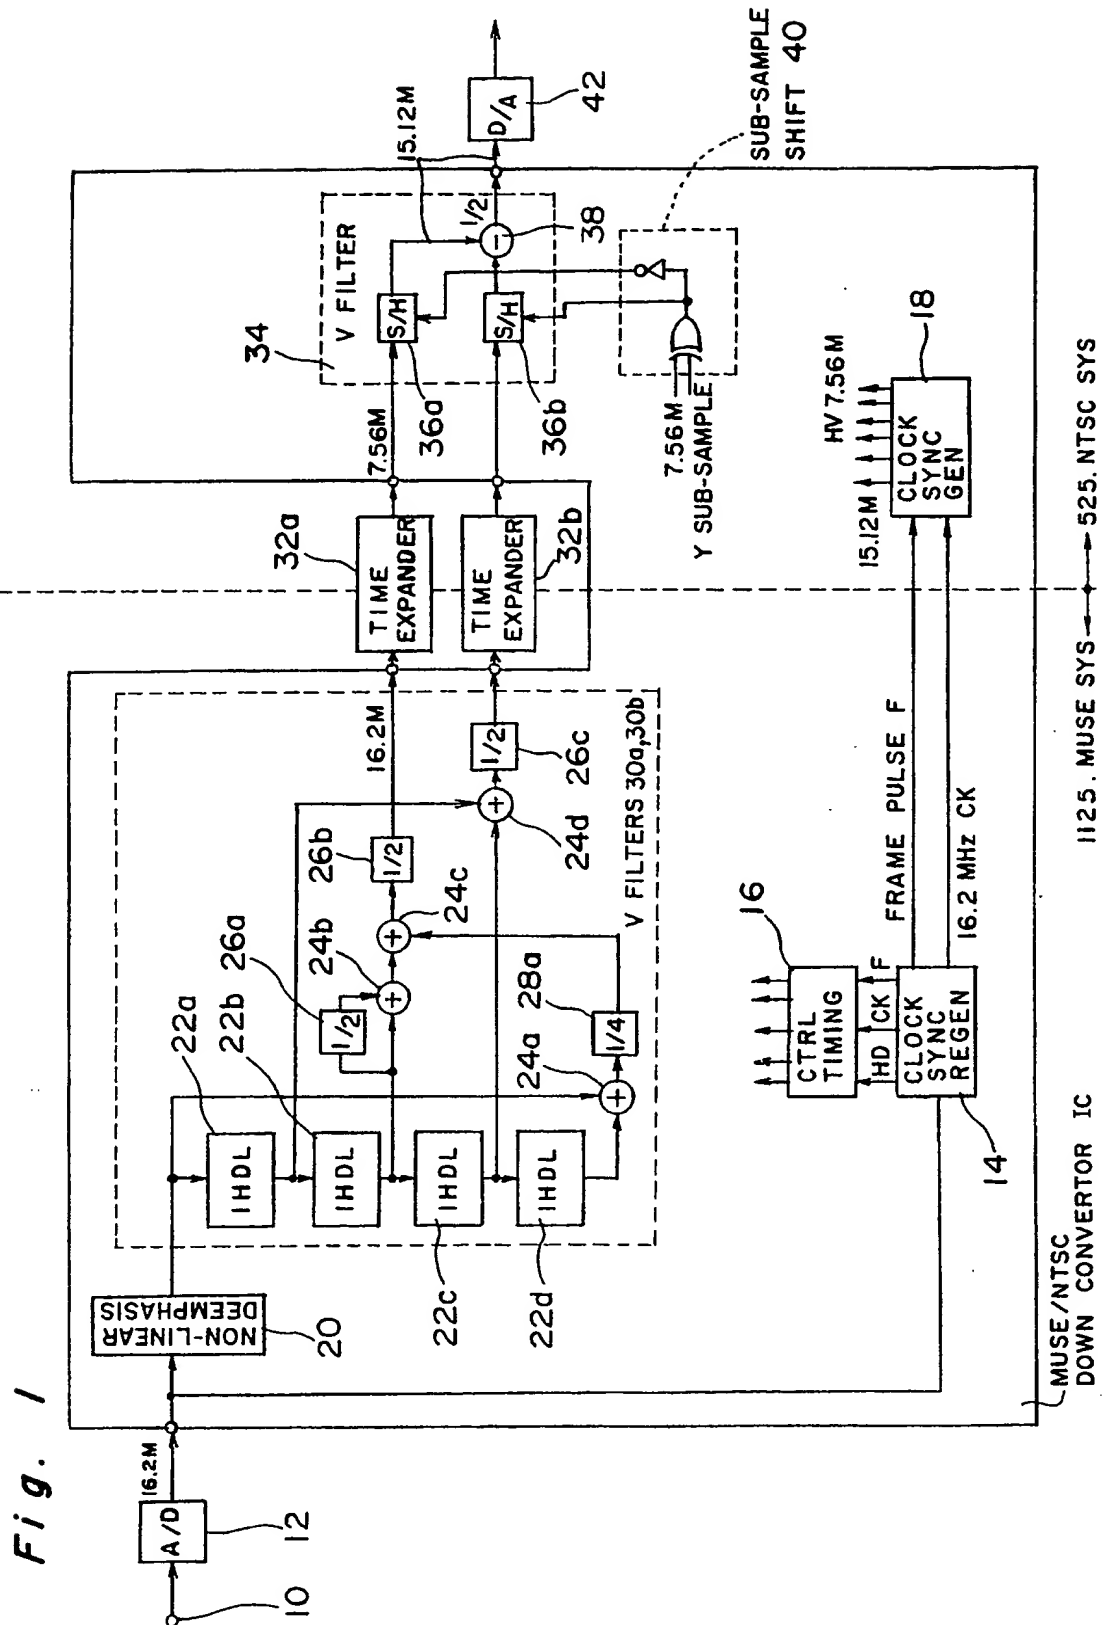 Fig. 1
10
A/D
12
16.2M
NON-LINEAR
DEEMPHASIS
20
1HDL
22a
1HDL
22b
1HDL
22c
1HDL
22d
1/2
26a
+
24b
+
24c
1/2
26b
+
24a
1/4
28a
+
24d
1/2
26c
16.2M
V FILTERS 30a,30b
TIME
EXPANDER
32a
TIME
EXPANDER
32b
7.56M
34
V FILTER
S/H
36a
S/H
36b
−
38
1/2
15.12M
D/A
42
7.56M
Y SUB-SAMPLE
SUB-SAMPLE
SHIFT 40
CTRL
TIMING
16
HD
CK
F
CLOCK
SYNC
REGEN
14
FRAME PULSE F
16.2 MHz CK
CLOCK
SYNC
GEN
18
15.12M
HV 7.56M
MUSE/NTSC
DOWN CONVERTOR IC
1125. MUSE SYS
525. NTSC SYS